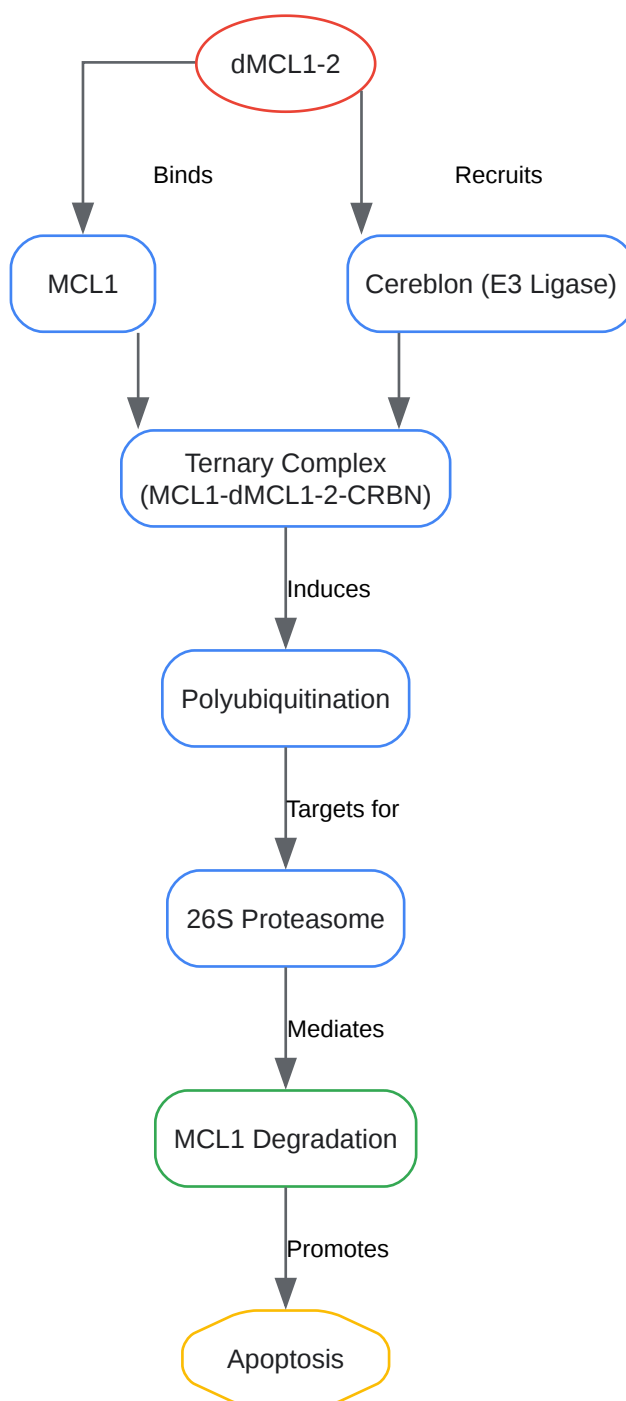 dMCL1-2
Binds
Recruits
MCL1
Cereblon (E3 Ligase)
Ternary Complex
(MCL1-dMCL1-2-CRBN)
Induces
Polyubiquitination
Targets for
26S Proteasome
Mediates
MCL1 Degradation
Promotes
Apoptosis